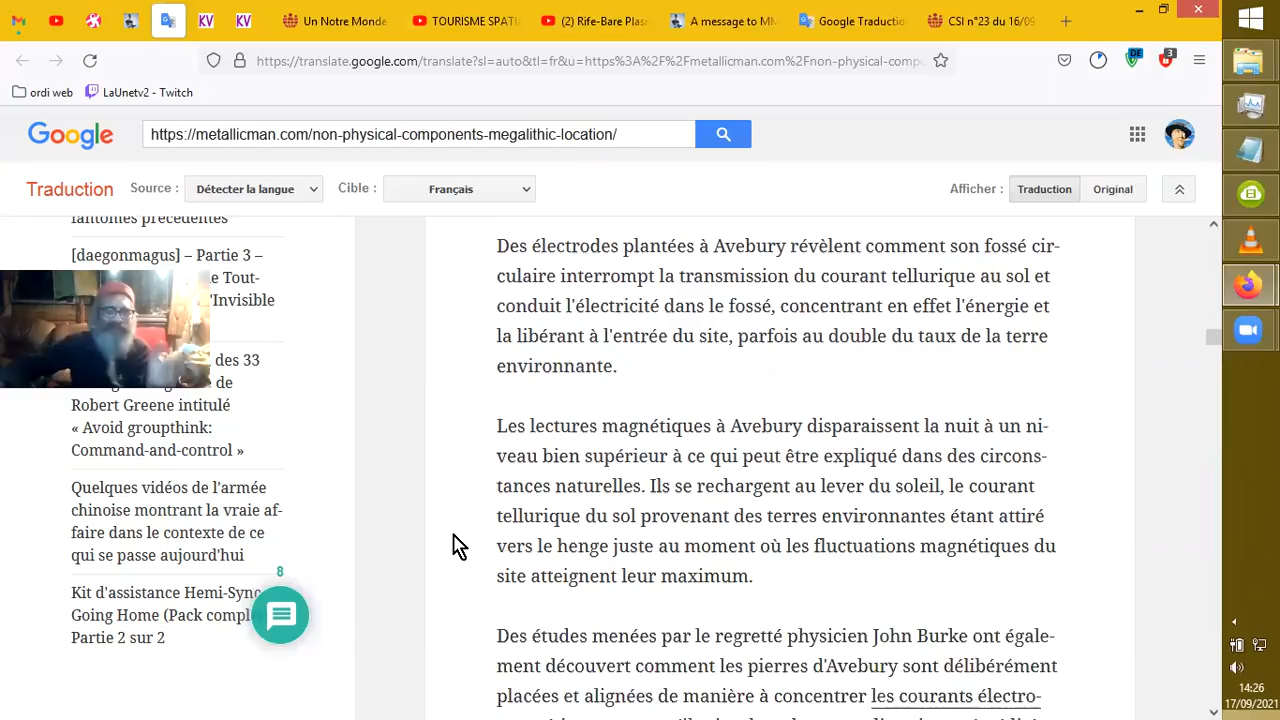 Un Notre Monde
TOURISME SPATI
(2) Rife-Bare Plasm
A message to MM
Google Traduction
CSI n°23 du 16/09
https://translate.google.com/
anslate?sl=auto&tl=
&u=https%3A%2F%2Fmetallicman.com%2Fnon-physical-comp
3
ordi web
LaUnetv2 - Twitch
Google
https://metallicman.com/non-physical-components-megalithic-location/
Traduction
Source :
Détecter la langue
Cible :
Français
Afficher :
Traduction
Original
fantômes précédentes
[daegonmagus] – Partie 3 –
e Tout-
l'Invisible
des 33
de
Robert Greene intitulé
« Avoid groupthink:
Command-and-control »
Quelques vidéos de l'armée
chinoise montrant la vraie af-
faire dans le contexte de ce
qui se passe aujourd'hui
8
Kit d'assistance Hemi-Sync
Going Home (Pack compl
Partie 2 sur 2
Des électrodes plantées à Avebury révèlent comment son fossé cir-
culaire interrompt la transmission du courant tellurique au sol et
conduit l'électricité dans le fossé, concentrant en effet l'énergie et
la libérant à l'entrée du site, parfois au double du taux de la terre
environnante.
Les lectures magnétiques à Avebury disparaissent la nuit à un ni-
veau bien supérieur à ce qui peut être expliqué dans des circons-
tances naturelles. Ils se rechargent au lever du soleil, le courant
tellurique du sol provenant des terres environnantes étant attiré
vers le henge juste au moment où les fluctuations magnétiques du
site atteignent leur maximum.
Des études menées par le regretté physicien John Burke ont égale-
ment découvert comment les pierres d'Avebury sont délibérément
placées et alignées de manière à concentrer les courants électro-
14:26
17/09/2021